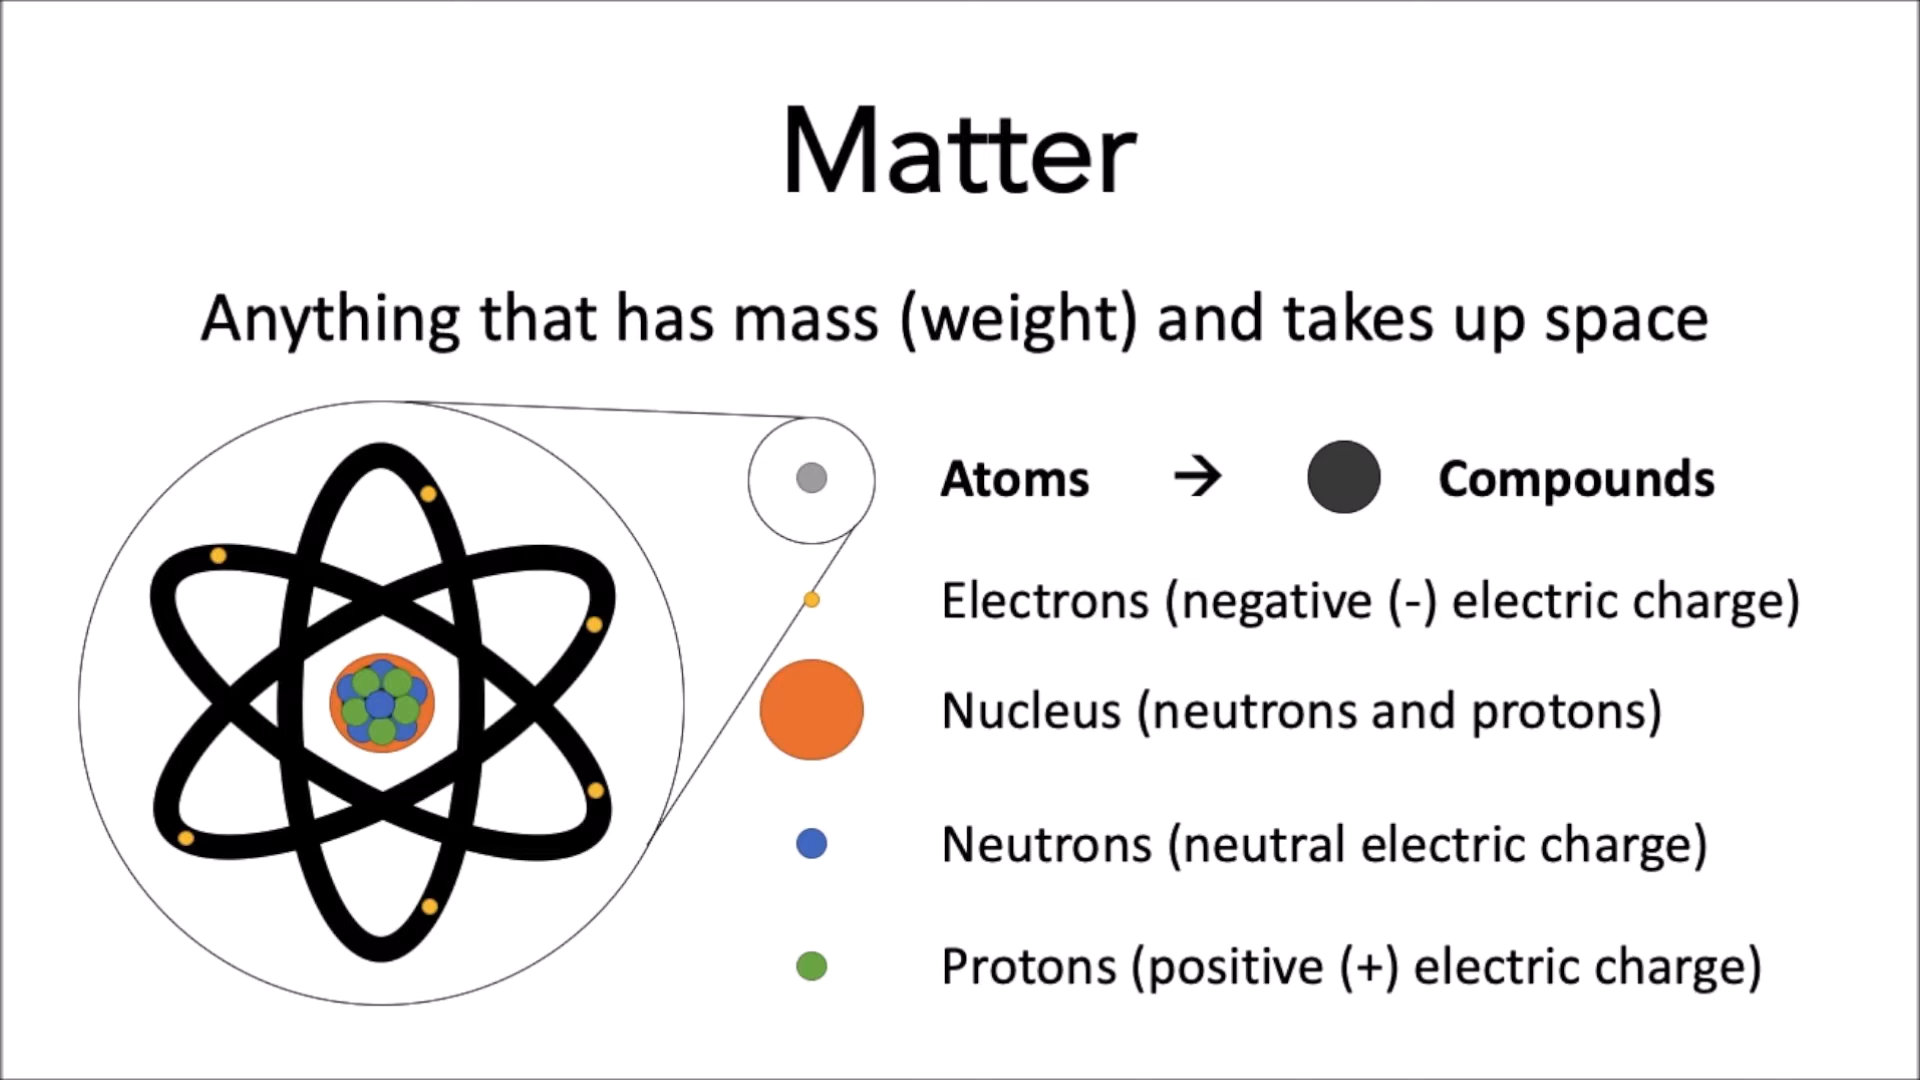 Matter
Anything that has mass (weight) and takes up space
Atoms → Compounds
Electrons (negative (-) electric charge)
Nucleus (neutrons and protons)
Neutrons (neutral electric charge)
Protons (positive (+) electric charge)